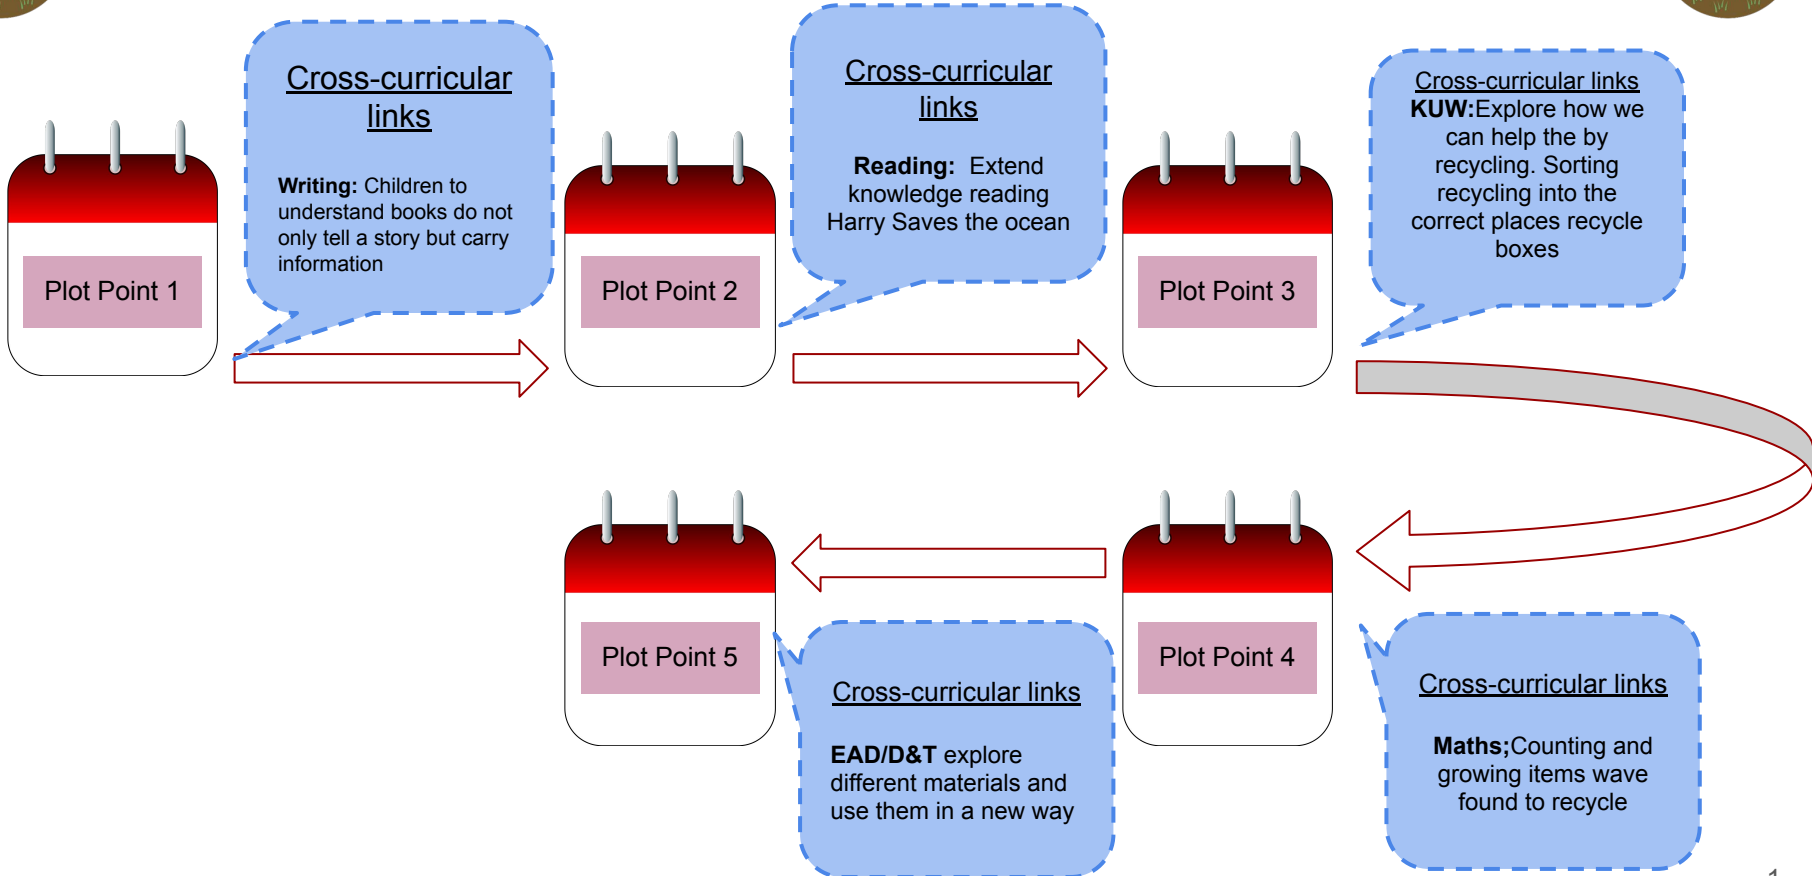 Plot Point 1
Cross-curricular
links
Writing: Children to
understand books do not
only tell a story but carry
information
Plot Point 2
Cross-curricular
links
Reading: Extend
knowledge reading
Harry Saves the ocean
Plot Point 3
Cross-curricular links
KUW:Explore how we
can help the by
recycling. Sorting
recycling into the
correct places recycle
boxes
Plot Point 4
Cross-curricular links
Maths;Counting and
growing items wave
found to recycle
Plot Point 5
Cross-curricular links
EAD/D&T explore
different materials and
use them in a new way